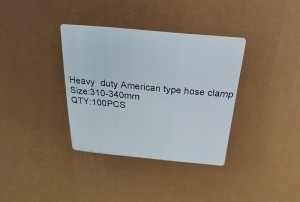 Heavy duty American type hose clamp
Size:310-340mm
QTY:100PCS